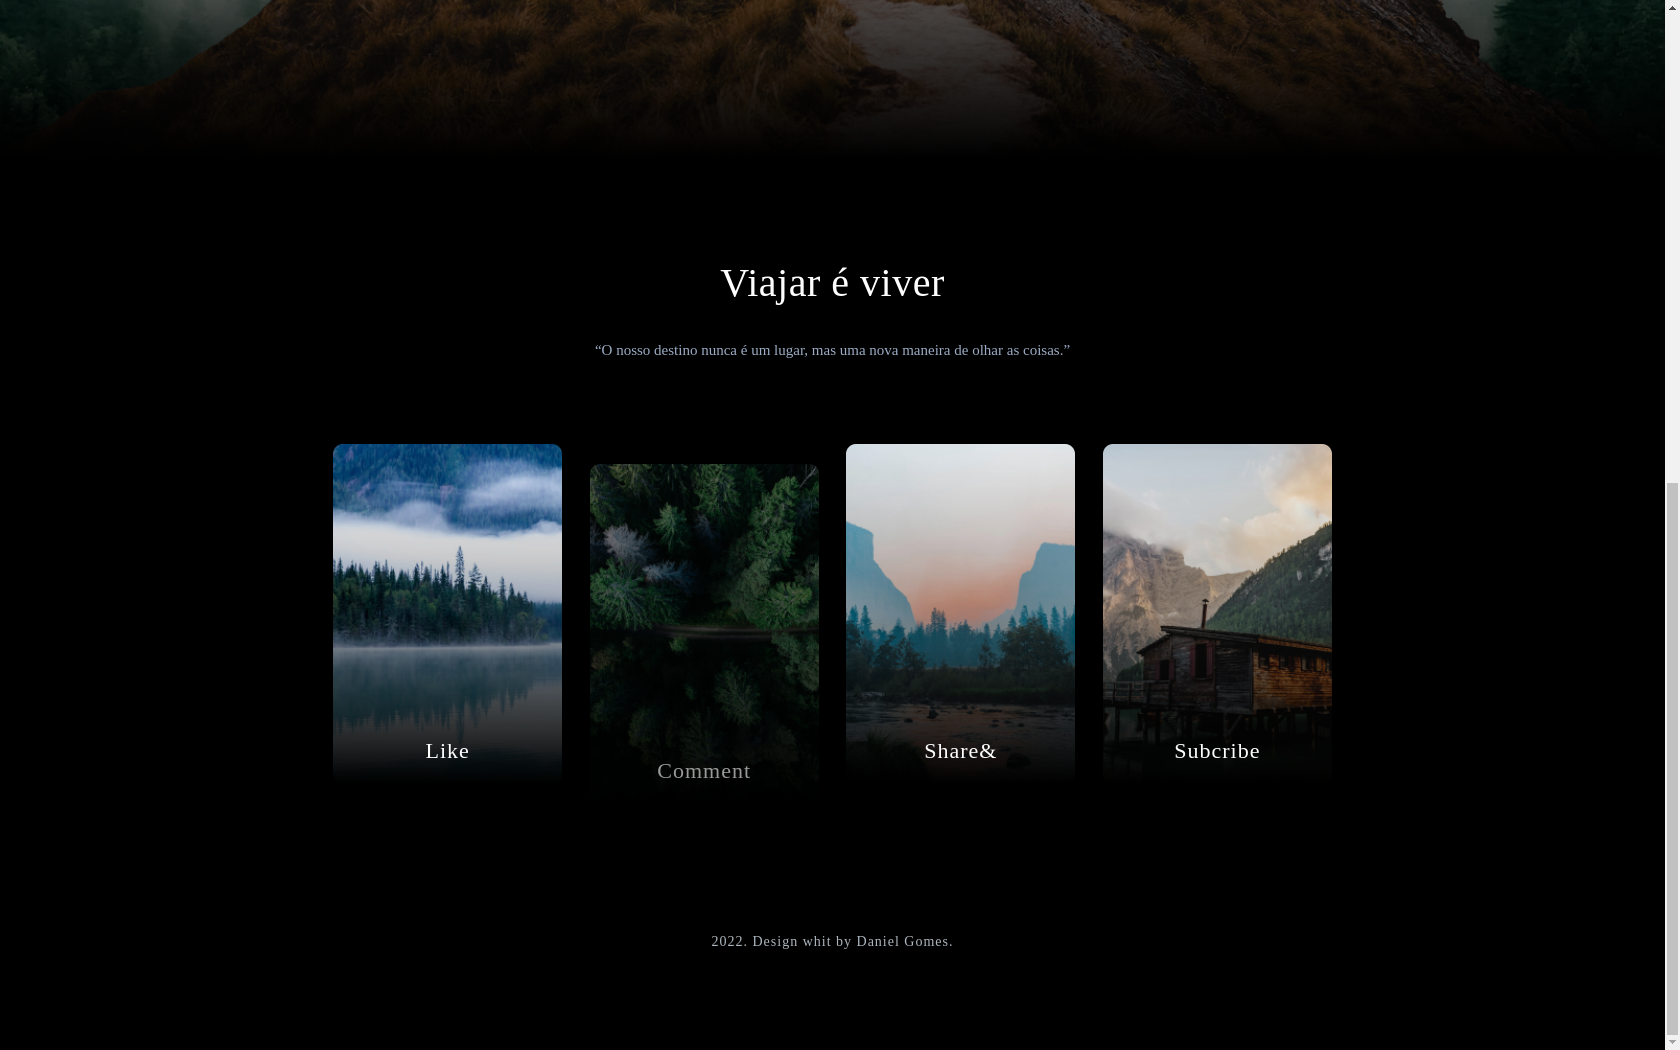 Viajar é viver
“O nosso destino nunca é um lugar, mas uma nova maneira de olhar as coisas.”
Like
Comment
Share&
Subcribe
2022. Design whit by Daniel Gomes.